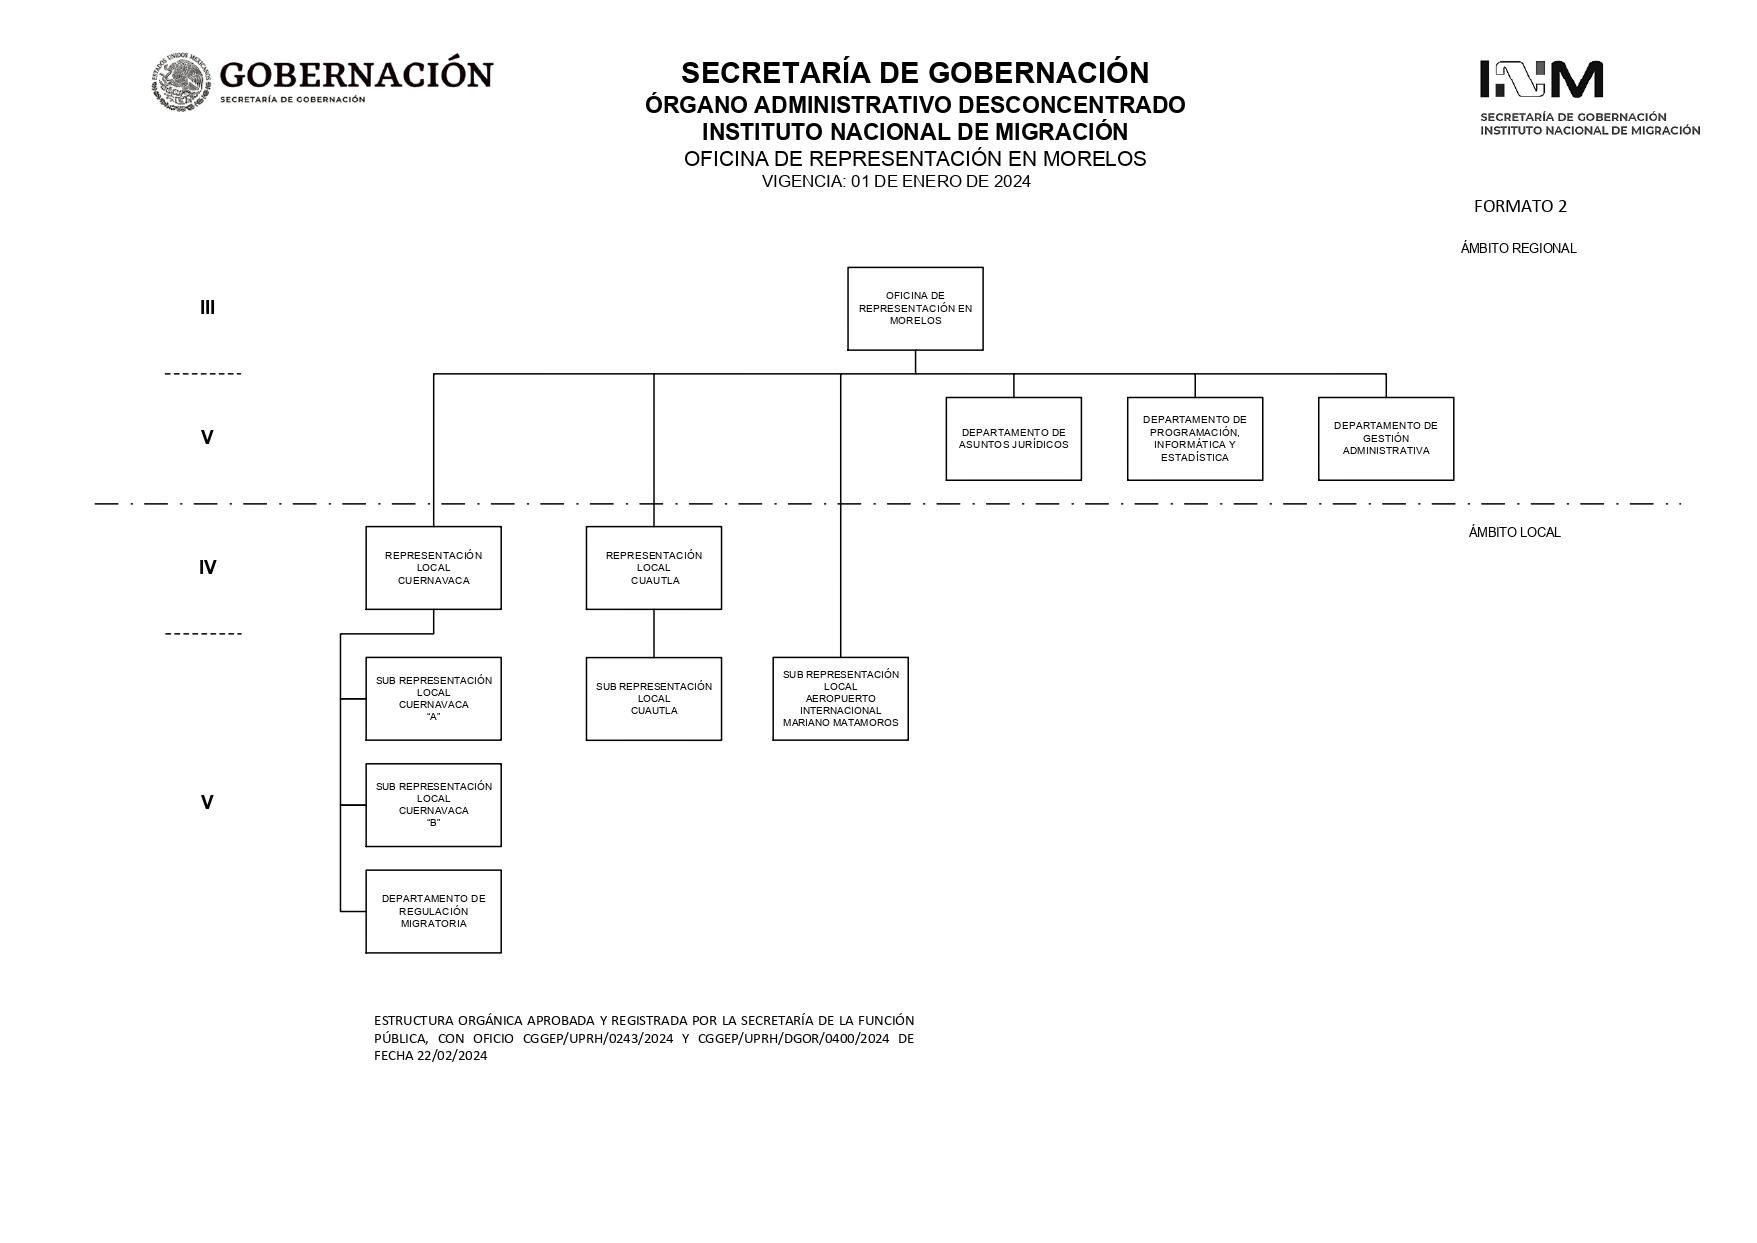 GOBERNACIÓN
SECRETARÍA DE GOBERNACIÓN
SECRETARÍA DE GOBERNACIÓN
ÓRGANO ADMINISTRATIVO DESCONCENTRADO
INSTITUTO NACIONAL DE MIGRACIÓN
OFICINA DE REPRESENTACIÓN EN MORELOS
VIGENCIA: 01 DE ENERO DE 2024
INM
SECRETARÍA DE GOBERNACIÓN
INSTITUTO NACIONAL DE MIGRACIÓN
FORMATO 2
ÁMBITO REGIONAL
III
OFICINA DE
REPRESENTACIÓN EN
MORELOS
V
DEPARTAMENTO DE
ASUNTOS JURÍDICOS
DEPARTAMENTO DE
PROGRAMACIÓN,
INFORMÁTICA Y
ESTADÍSTICA
DEPARTAMENTO DE
GESTIÓN
ADMINISTRATIVA
ÁMBITO LOCAL
IV
REPRESENTACIÓN
LOCAL
CUERNAVACA
REPRESENTACIÓN
LOCAL
CUAUTLA
SUB REPRESENTACIÓN
LOCAL
CUERNAVACA
“A”
SUB REPRESENTACIÓN
LOCAL
CUAUTLA
SUB REPRESENTACIÓN
LOCAL
AEROPUERTO
INTERNACIONAL
MARIANO MATAMOROS
V
SUB REPRESENTACIÓN
LOCAL
CUERNAVACA
“B”
DEPARTAMENTO DE
REGULACIÓN
MIGRATORIA
ESTRUCTURA ORGÁNICA APROBADA Y REGISTRADA POR LA SECRETARÍA DE LA FUNCIÓN
PÚBLICA, CON OFICIO CGGEP/UPRH/0243/2024 Y CGGEP/UPRH/DGOR/0400/2024 DE
FECHA 22/02/2024